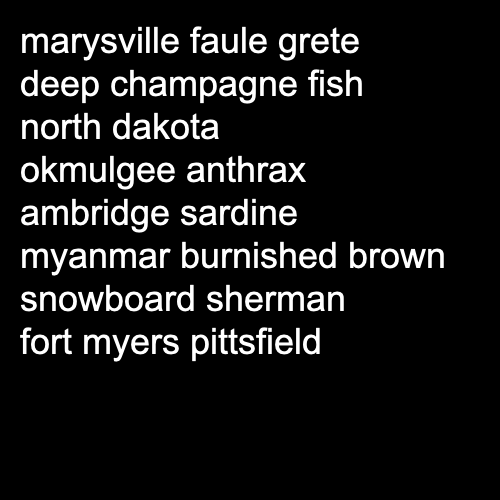 marysville faule grete
deep champagne fish
north dakota
okmulgee anthrax
ambridge sardine
myanmar burnished brown
snowboard sherman
fort myers pittsfield